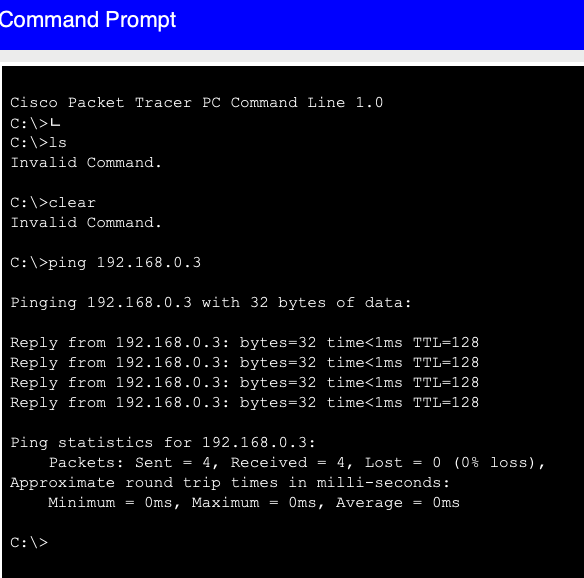 Command Prompt
Cisco Packet Tracer PC Command Line 1.0
C:\>ㄴ
C:\>ls
Invalid Command.
C:\>clear
Invalid Command.
C:\>ping 192.168.0.3
Pinging 192.168.0.3 with 32 bytes of data:
Reply from 192.168.0.3: bytes=32 time<1ms TTL=128
Reply from 192.168.0.3: bytes=32 time<1ms TTL=128
Reply from 192.168.0.3: bytes=32 time<1ms TTL=128
Reply from 192.168.0.3: bytes=32 time<1ms TTL=128
Ping statistics for 192.168.0.3:
Packets: Sent = 4, Received = 4, Lost = 0 (0% loss),
Approximate round trip times in milli-seconds:
Minimum = 0ms, Maximum = 0ms, Average = 0ms
C:\>